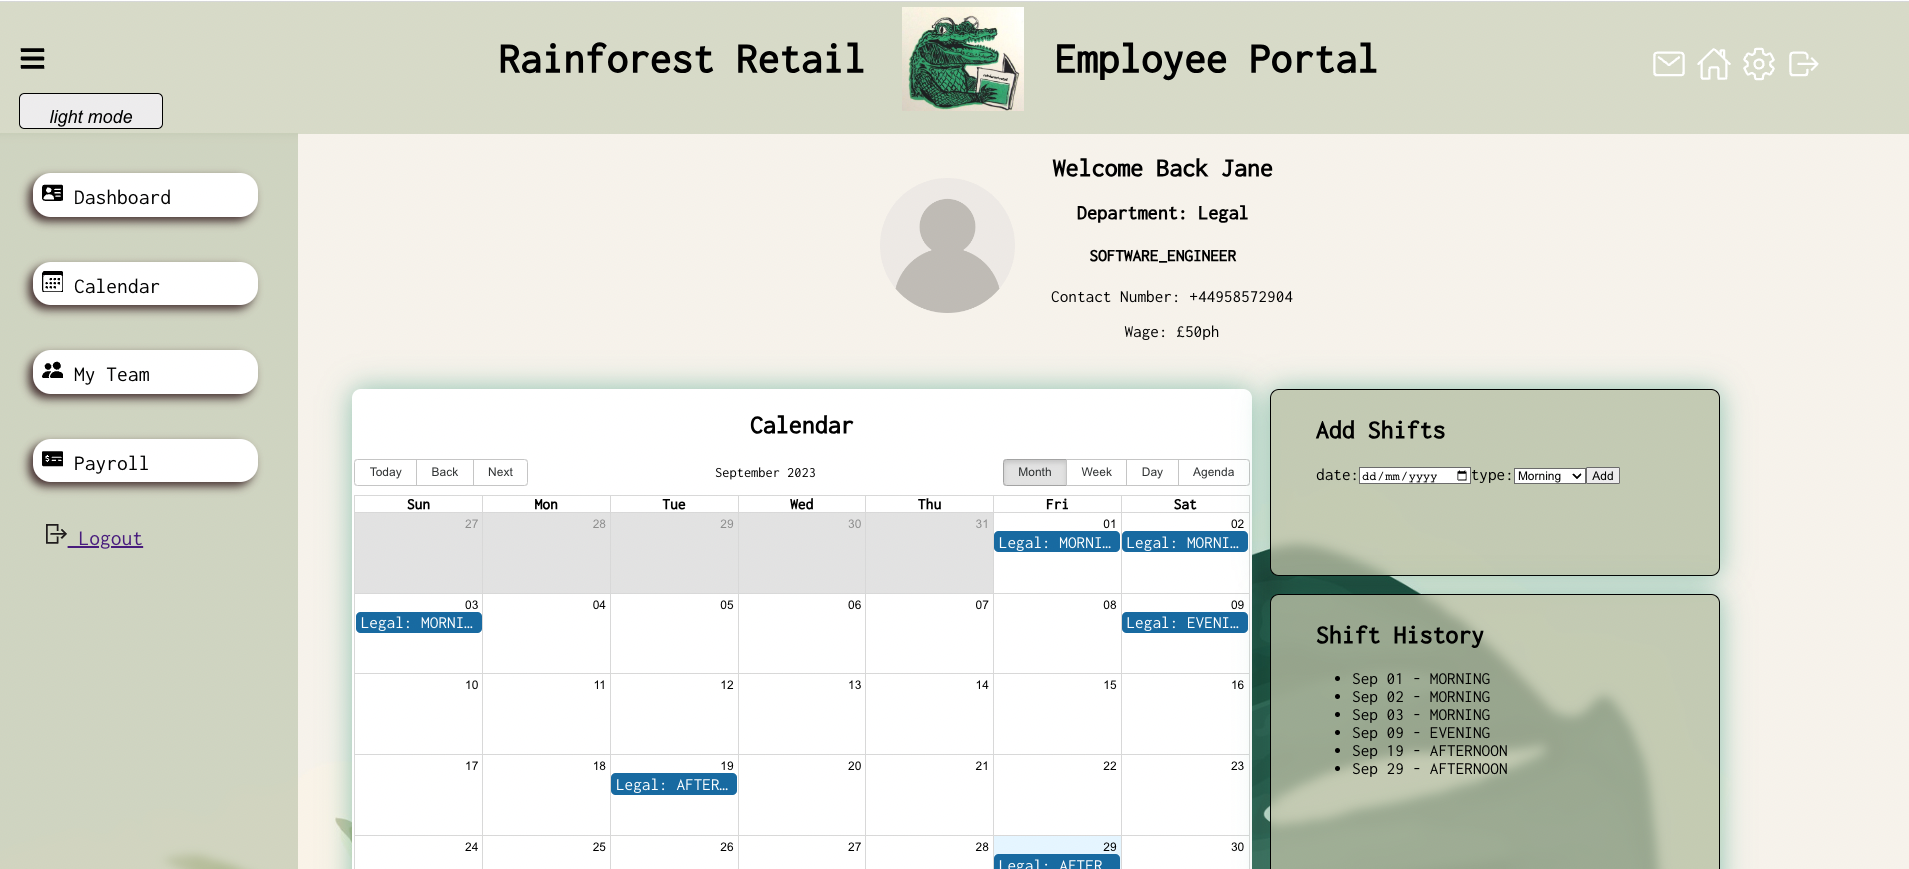 Rainforest Retail Employee Portal
light mode
Dashboard
Calendar
My Team
Payroll
Logout
Welcome Back Jane
Department: Legal
SOFTWARE_ENGINEER
Contact Number: +44958572904
Wage: £50ph
Calendar
Today Back Next September 2023 Month Week Day Agenda
Sun Mon Tue Wed Thu Fri Sat
27 28 29 30 31 01 02
Legal: MORNI... Legal: MORNI...
03 04 05 06 07 08 09
Legal: MORNI... Legal: EVENI...
10 11 12 13 14 15 16
17 18 19 20 21 22 23
Legal: AFTER...
24 25 26 27 28 29 30
Legal: AFTER
Add Shifts
date: dd/mm/yyyy type: Morning Add
Shift History
Sep 01 - MORNING
Sep 02 - MORNING
Sep 03 - MORNING
Sep 09 - EVENING
Sep 19 - AFTERNOON
Sep 29 - AFTERNOON